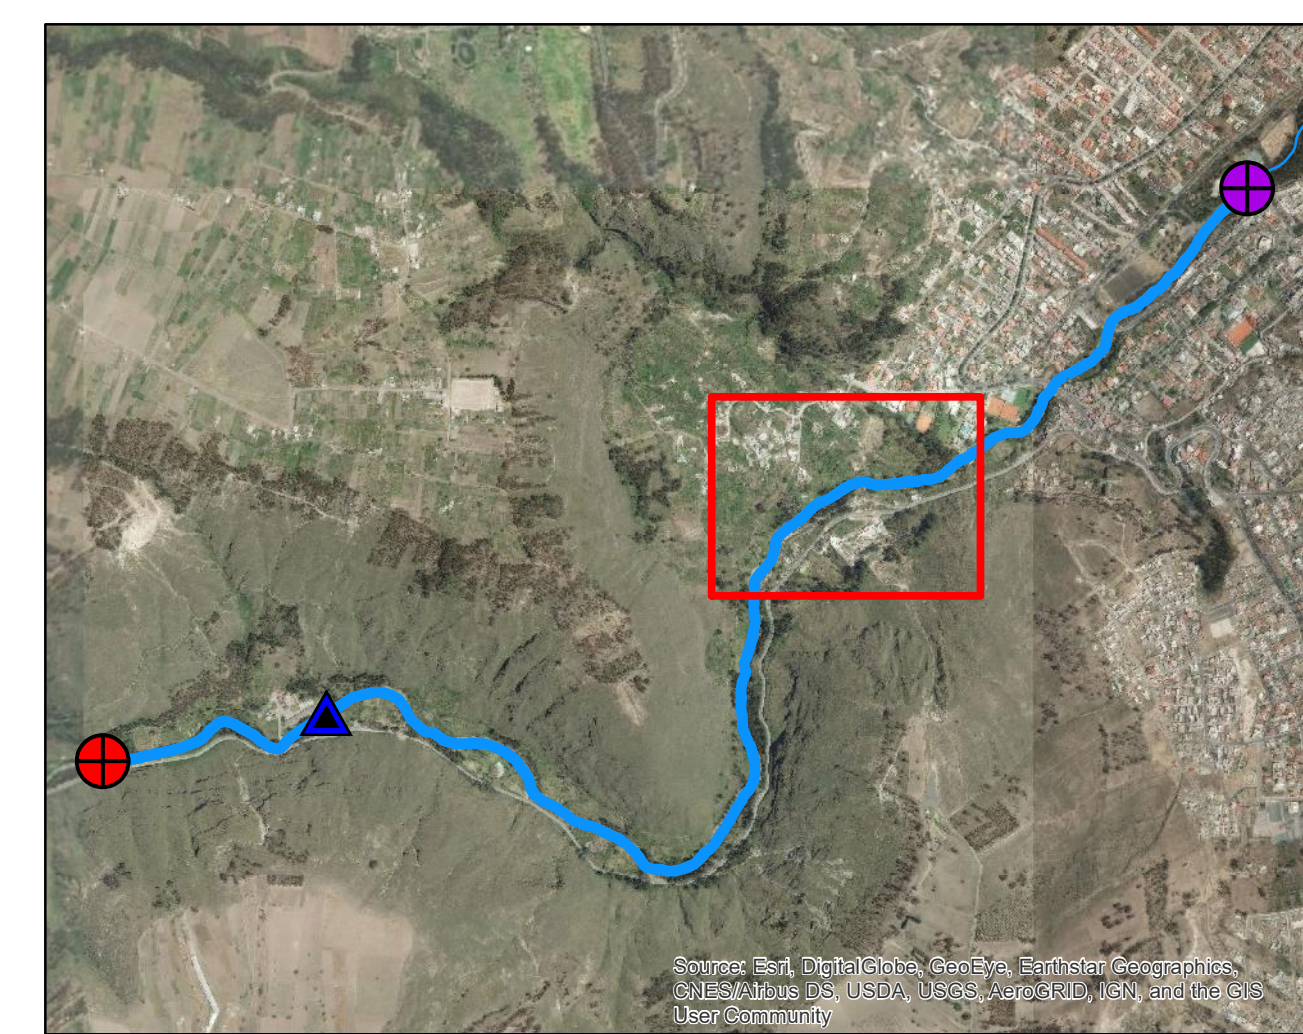 Source: Esri, DigitalGlobe, GeoEye, Earthstar Geographics,
CNES/Airbus DS, USDA, USGS, AeroGRID, IGN, and the GIS
User Community